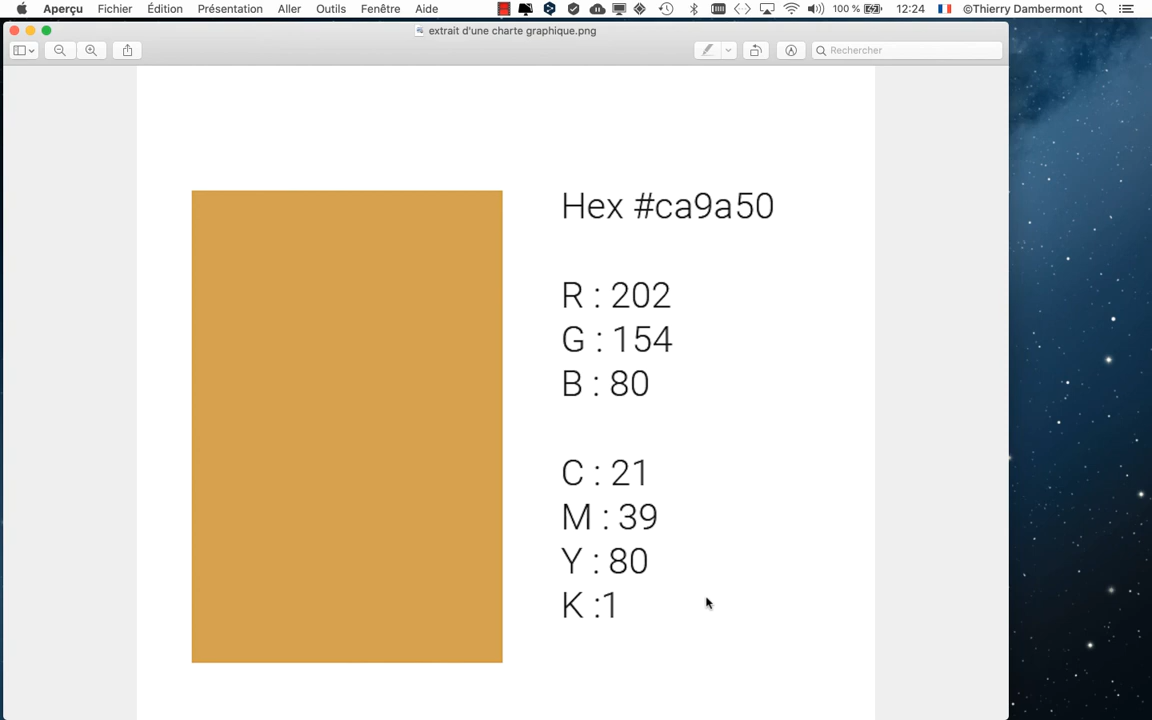 Aperçu Fichier Édition Présentation Aller Outils Fenêtre Aide 100 % 12:24 ©Thierry Dambermont
extrait d'une charte graphique.png
Rechercher
Hex #ca9a50
R : 202
G : 154
B : 80
C : 21
M : 39
Y : 80
K :1